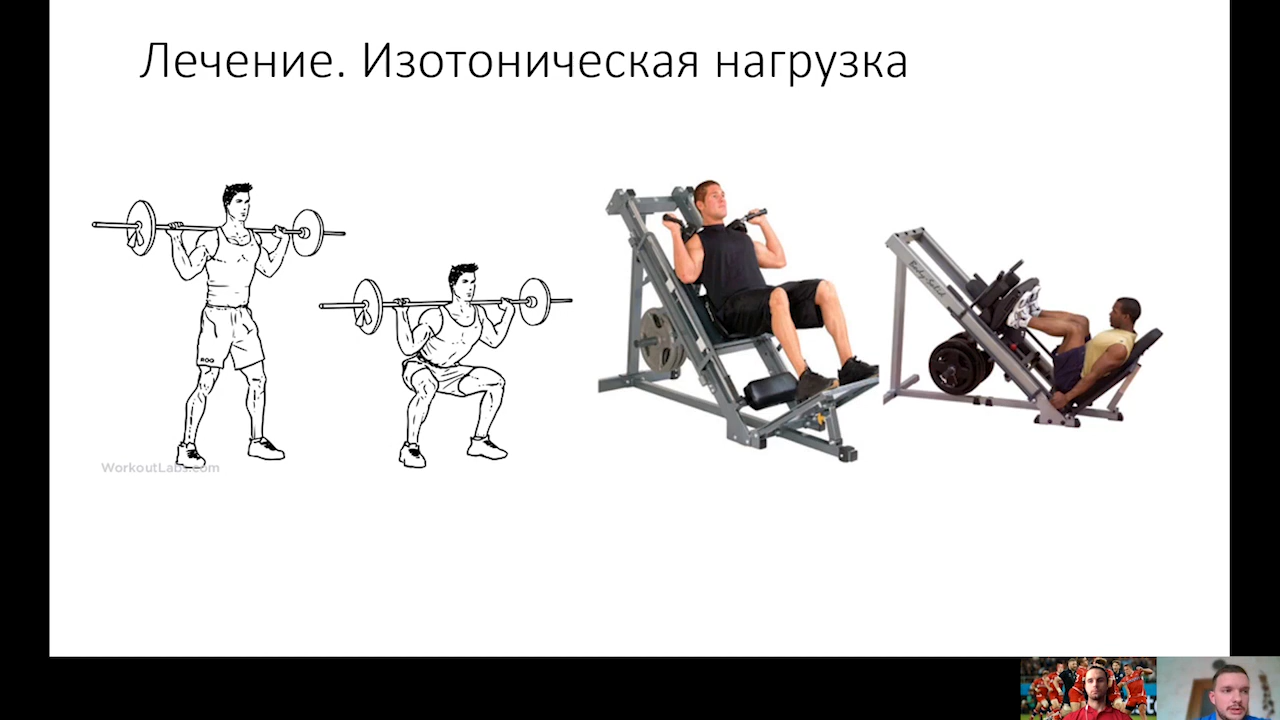 Лечение. Изотоническая нагрузка
WorkoutLabs.com